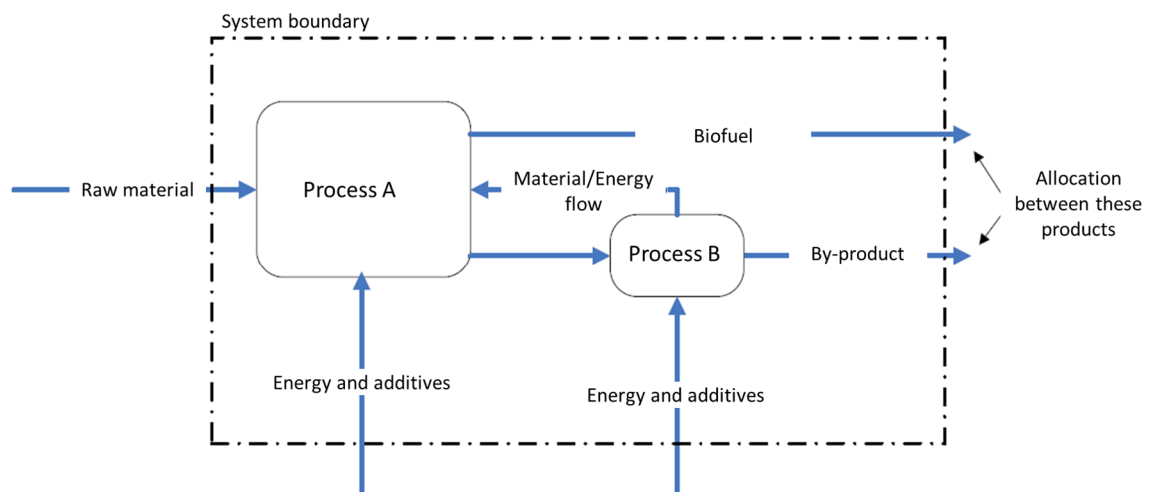 System boundary
Biofuel
Raw material
Process A
Material/Energy
flow
Allocation
between these
products
Process B
By-product
Energy and additives
Energy and additives